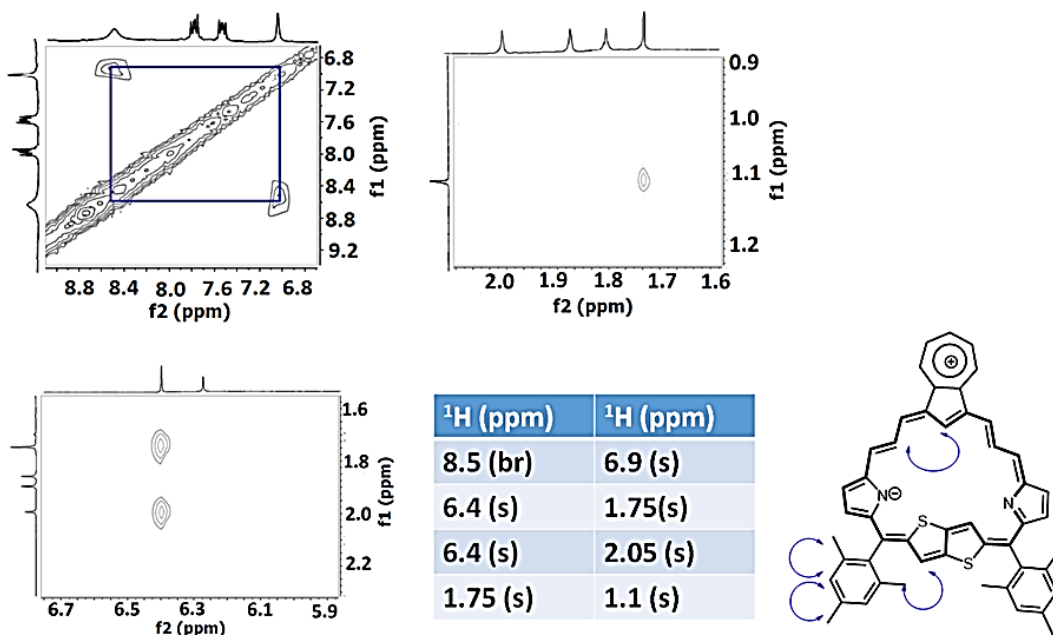 6.8
7.2
7.6
8.0
8.4
8.8
9.2
f1 (ppm)
8.8 8.4 8.0 7.6 7.2 6.8
f2 (ppm)
0.9
1.0
1.1
1.2
f1 (ppm)
2.0 1.9 1.8 1.7 1.6
f2 (ppm)
1.6
1.8
2.0
2.2
f1 (ppm)
6.7 6.5 6.3 6.1 5.9
f2 (ppm)
¹H (ppm) ¹H (ppm)
8.5 (br) 6.9 (s)
6.4 (s) 1.75(s)
6.4 (s) 2.05 (s)
1.75 (s) 1.1 (s)
⊕
N⊖ N
S
S